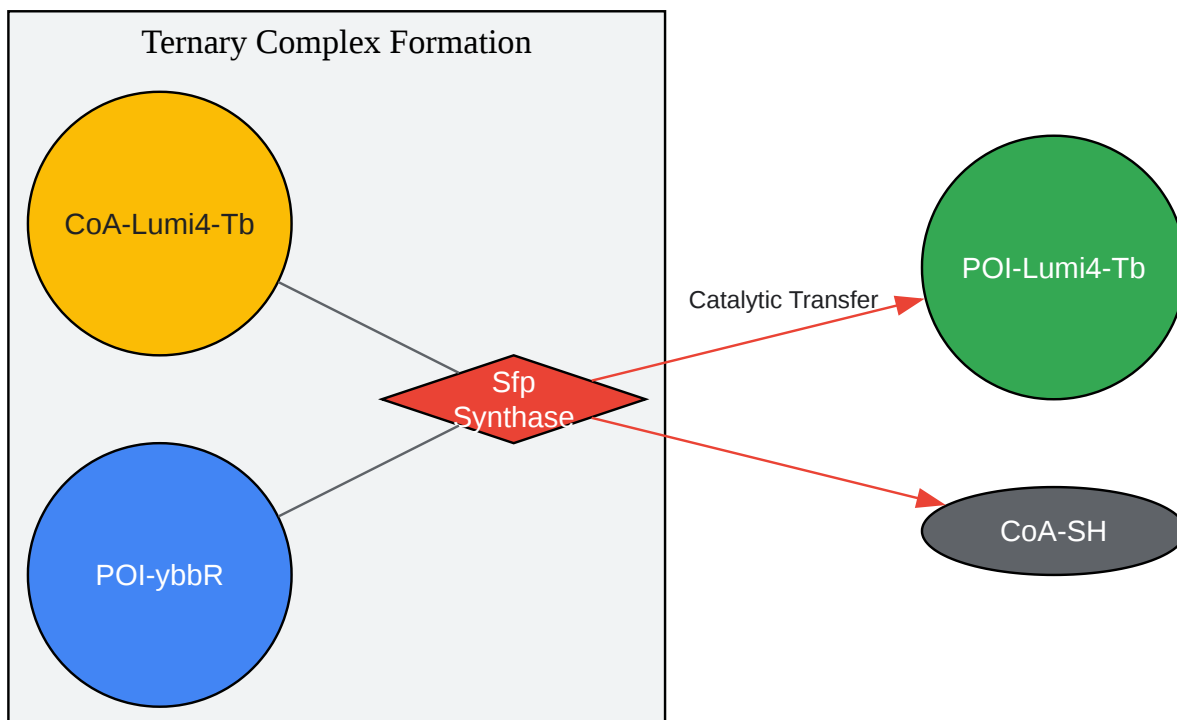 Ternary Complex Formation
CoA-Lumi4-Tb
POI-ybbR
Sfp
Synthase
Catalytic Transfer
POI-Lumi4-Tb
CoA-SH